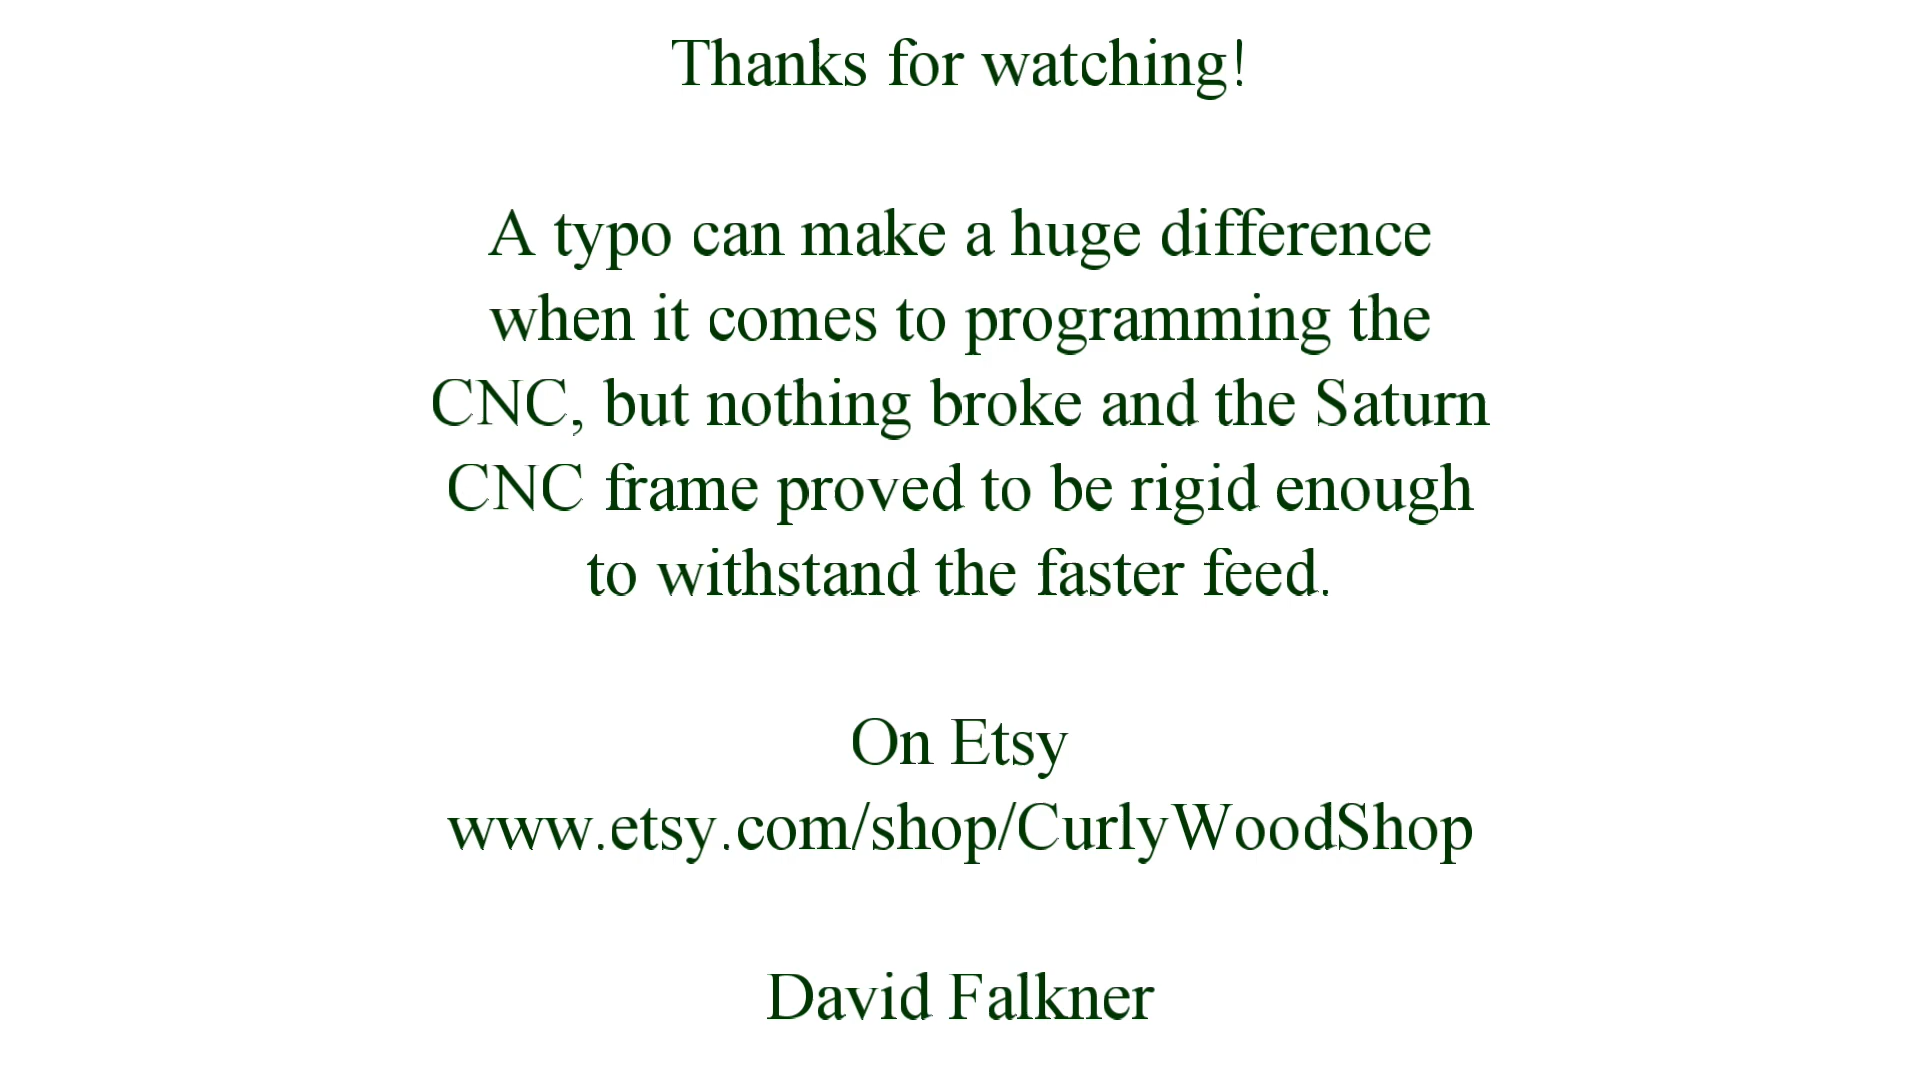 Thanks for watching!
A typo can make a huge difference
when it comes to programming the
CNC, but nothing broke and the Saturn
CNC frame proved to be rigid enough
to withstand the faster feed.
On Etsy
www.etsy.com/shop/CurlyWoodShop
David Falkner